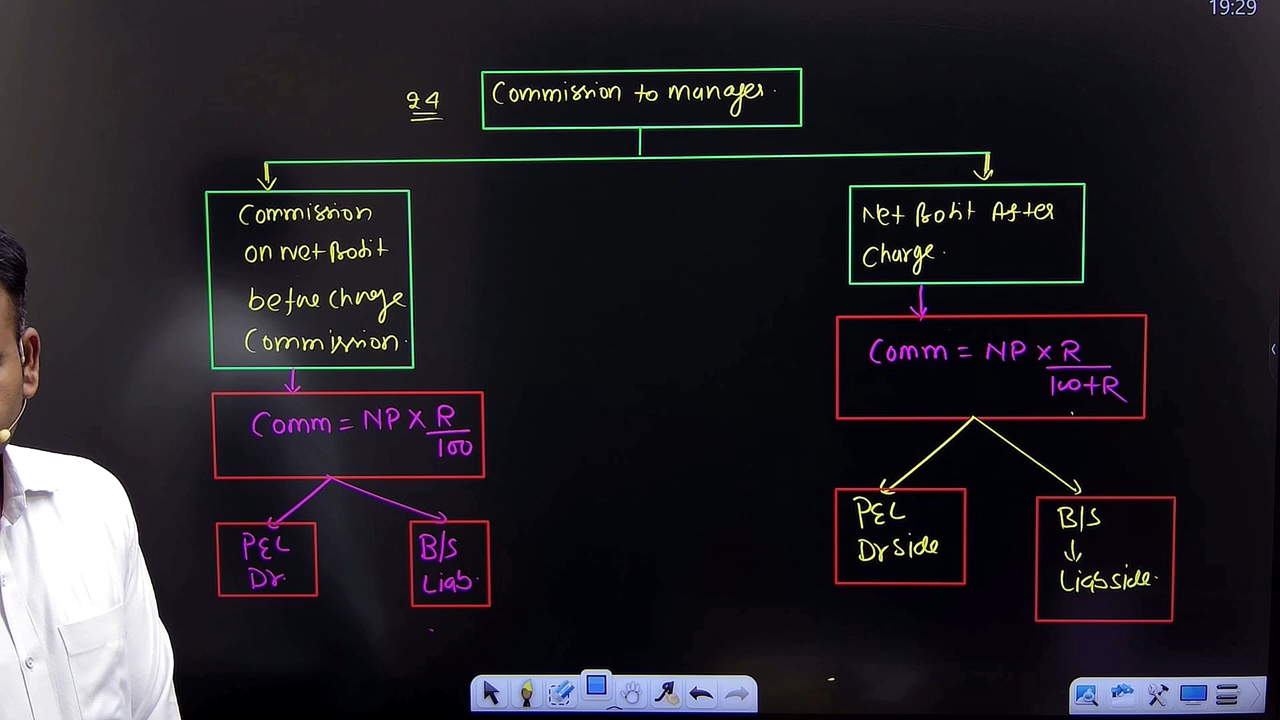 19:29
24
Commission to manager.
Commission
on Net Profit
before Charge
Commission.
Net Profit After
Charge.
Comm = NP × R
100+R
Comm = NP × R
100
P&L
Dr.
B/S
Liab.
P&L
Dr side
B/S
↓
Liab side.